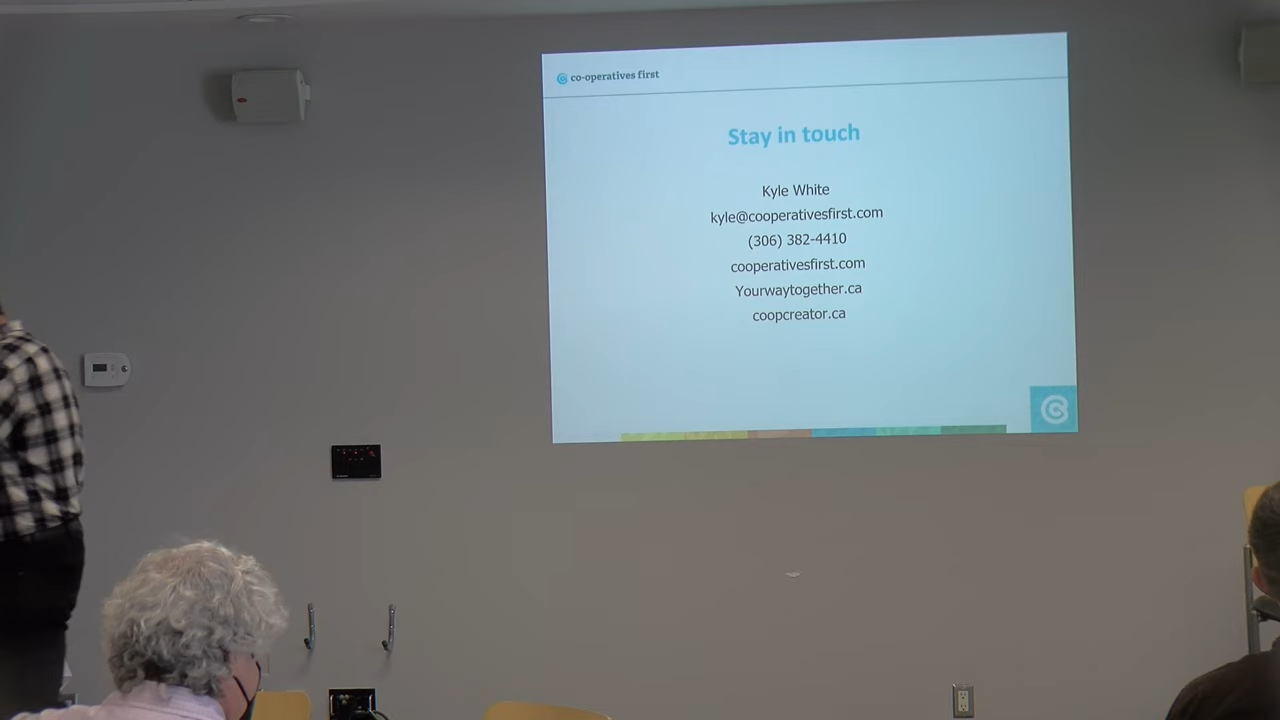 co-operatives first
Stay in touch
Kyle White
kyle@cooperativesfirst.com
(306) 382-4410
cooperativesfirst.com
Yourwaytogether.ca
coopcreator.ca